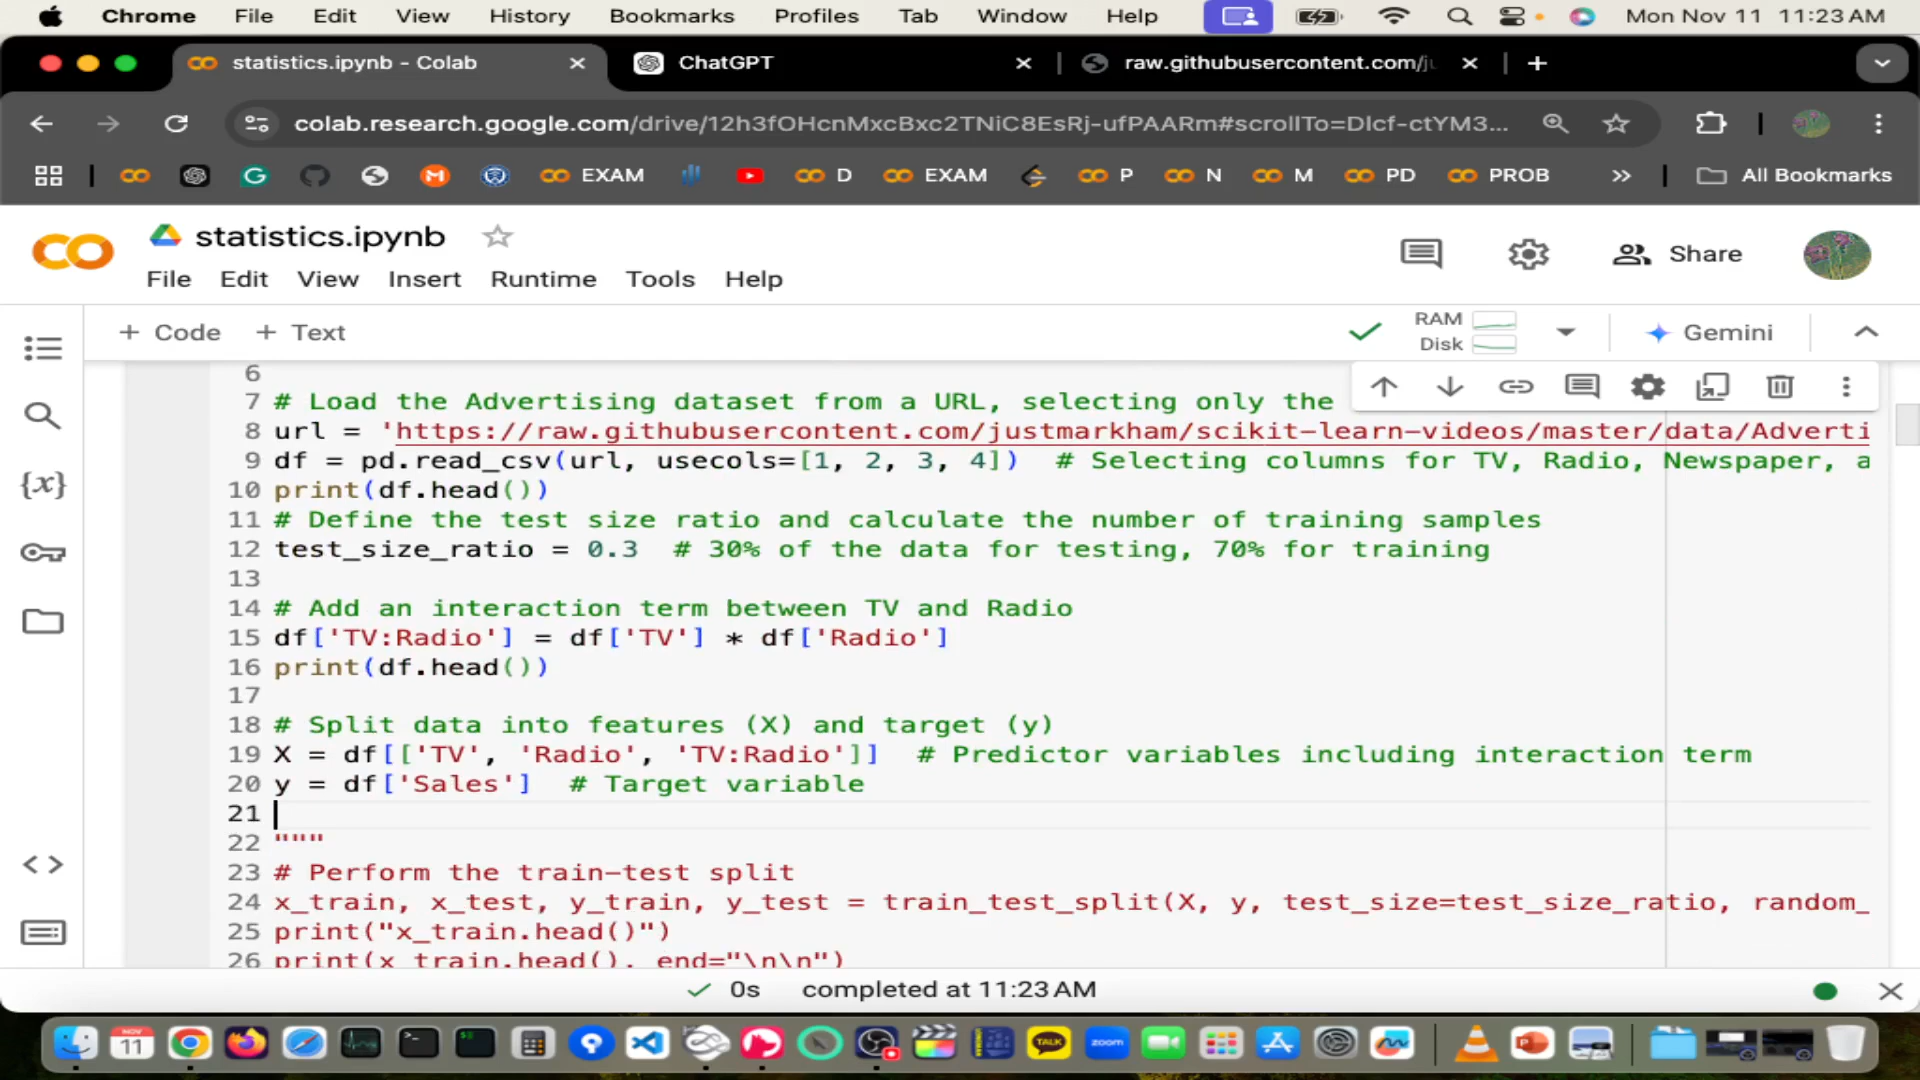 Chrome File Edit View History Bookmarks Profiles Tab Window Help Mon Nov 11 11:23 AM
statistics.ipynb - Colab ChatGPT raw.githubusercontent.com/ju
colab.research.google.com/drive/12h3fOHcnMxcBxc2TNiC8EsRj-ufPAARm#scrollTo=DIcf-ctYM3...
EXAM D EXAM P N M PD PROB » All Bookmarks
statistics.ipynb
File Edit View Insert Runtime Tools Help
Share
+ Code + Text RAM Disk Gemini
6
7 # Load the Advertising dataset from a URL, selecting only the
8 url = 'https://raw.githubusercontent.com/justmarkham/scikit-learn-videos/master/data/Adverti
9 df = pd.read_csv(url, usecols=[1, 2, 3, 4]) # Selecting columns for TV, Radio, Newspaper, a
10 print(df.head())
11 # Define the test size ratio and calculate the number of training samples
12 test_size_ratio = 0.3 # 30% of the data for testing, 70% for training
13
14 # Add an interaction term between TV and Radio
15 df['TV:Radio'] = df['TV'] * df['Radio']
16 print(df.head())
17
18 # Split data into features (X) and target (y)
19 X = df[['TV', 'Radio', 'TV:Radio']] # Predictor variables including interaction term
20 y = df['Sales'] # Target variable
21
22 """
23 # Perform the train-test split
24 x_train, x_test, y_train, y_test = train_test_split(X, y, test_size=test_size_ratio, random_
25 print("x_train.head()")
26 print(x_train.head(), end="\n\n")
0s completed at 11:23 AM
NOV
11
TALK
zoom